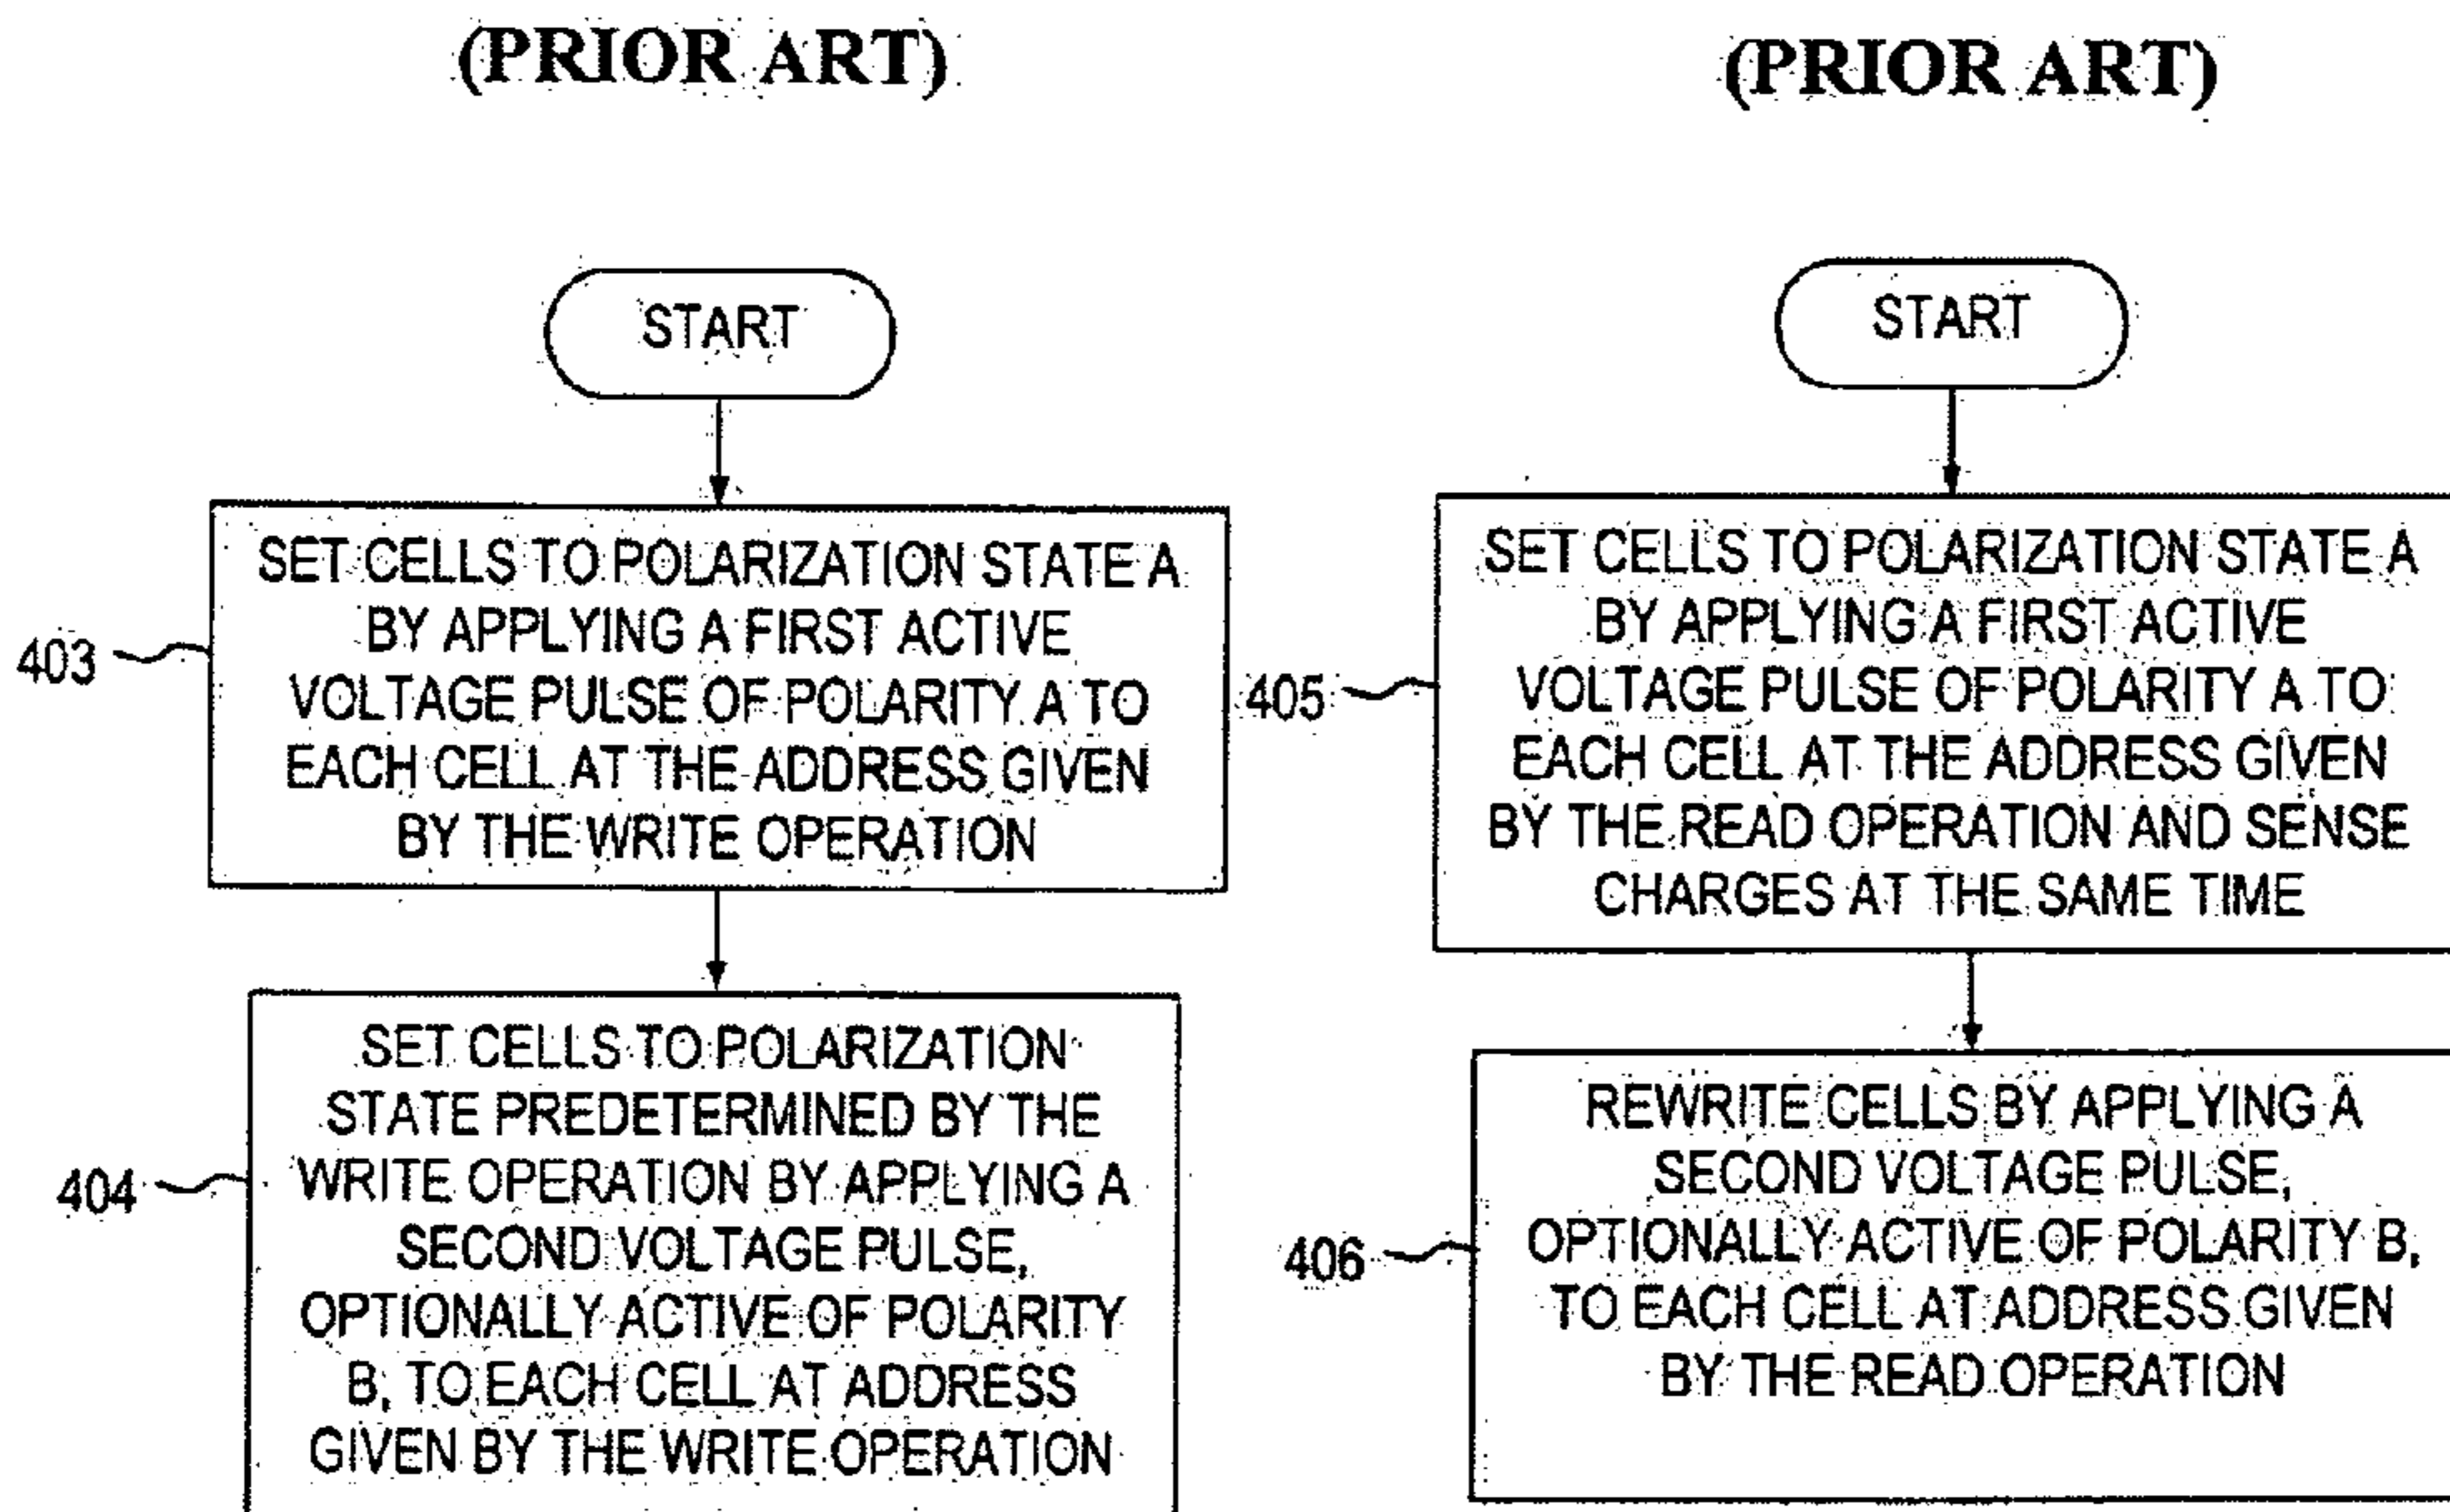 (PRIOR ART)
START
403
SET CELLS TO POLARIZATION STATE A
BY APPLYING A FIRST ACTIVE
VOLTAGE PULSE OF POLARITY A TO
EACH CELL AT THE ADDRESS GIVEN
BY THE WRITE OPERATION
404
SET CELLS TO POLARIZATION
STATE PREDETERMINED BY THE
WRITE OPERATION BY APPLYING A
SECOND VOLTAGE PULSE,
OPTIONALLY ACTIVE OF POLARITY
B, TO EACH CELL AT ADDRESS
GIVEN BY THE WRITE OPERATION
(PRIOR ART)
START
405
SET CELLS TO POLARIZATION STATE A
BY APPLYING A FIRST ACTIVE
VOLTAGE PULSE OF POLARITY A TO
EACH CELL AT THE ADDRESS GIVEN
BY THE READ OPERATION AND SENSE
CHARGES AT THE SAME TIME
406
REWRITE CELLS BY APPLYING A
SECOND VOLTAGE PULSE,
OPTIONALLY ACTIVE OF POLARITY B,
TO EACH CELL AT ADDRESS GIVEN
BY THE READ OPERATION